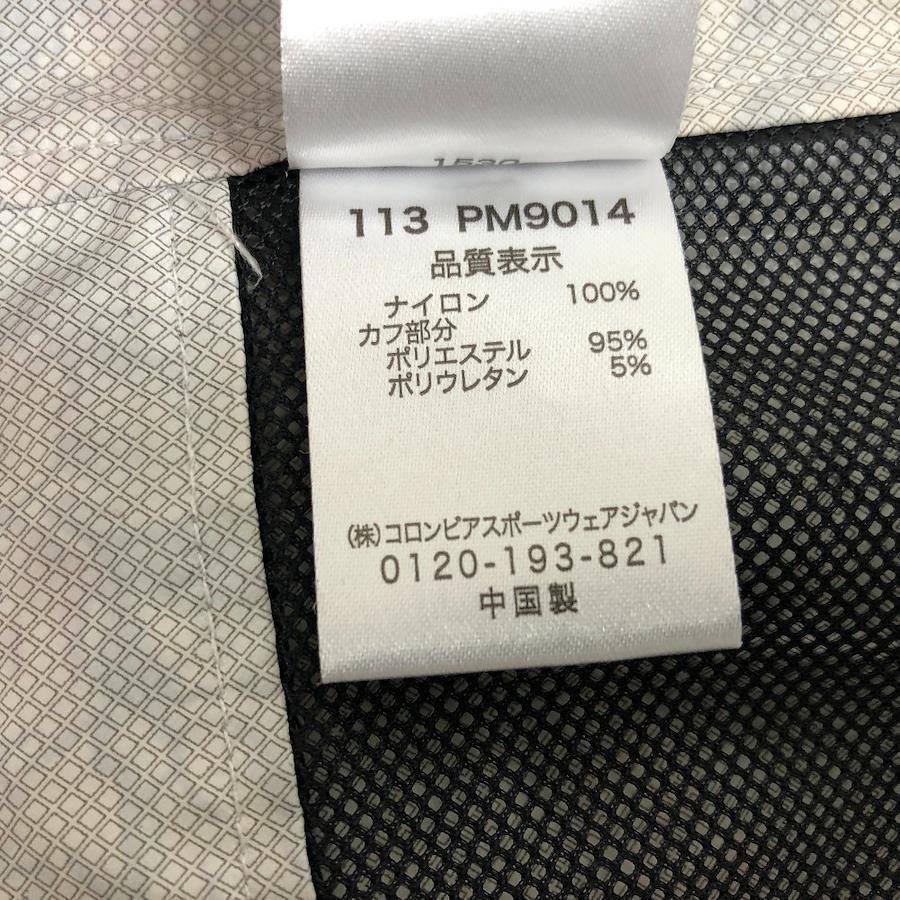 113 PM9014
品質表示
ナイロン 100%
カフ部分
ポリエステル 95%
ポリウレタン 5%
(株)コロンビアスポーツウェアジャパン
0120-193-821
中国製